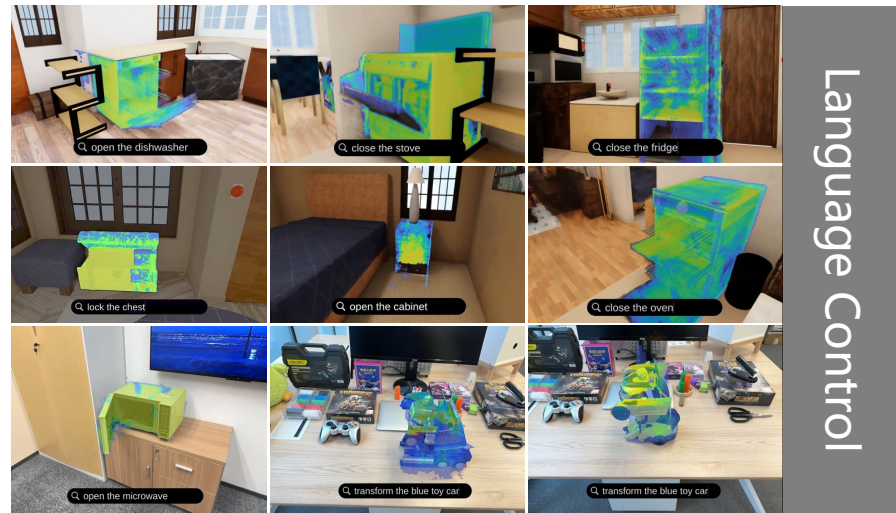 open the dishwasher
close the stove
close the fridge
lock the chest
open the cabinet
close the oven
open the microwave
transform the blue toy car
transform the blue toy car
Language Control